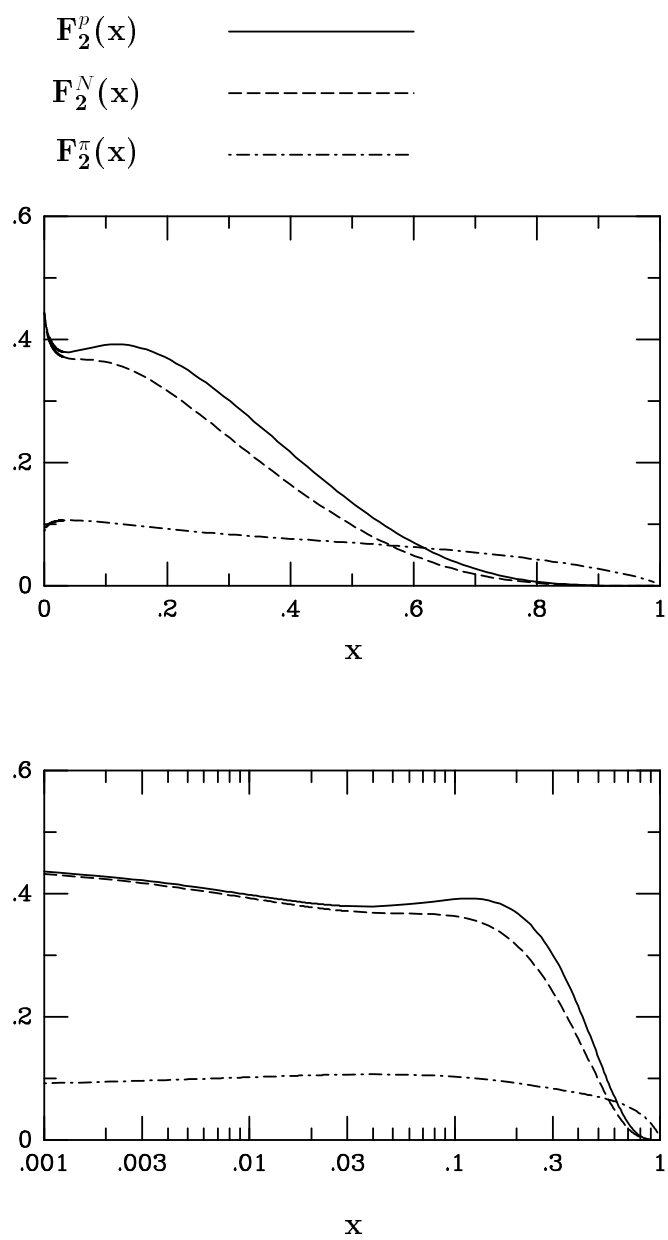 F₂ᵖ(x)
F₂ᴺ(x)
F₂^π(x)
.6
.4
.2
0
0 .2 .4 .6 .8 1
x
.6
.4
.2
0
.001 .003 .01 .03 .1 .3 1
x